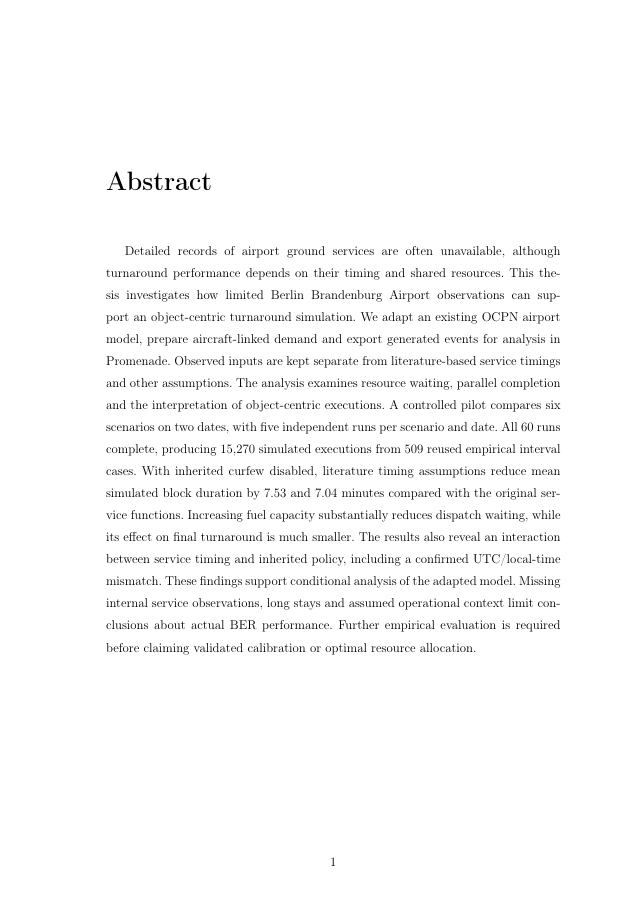 Abstract
Detailed records of airport ground services are often unavailable, although
turnaround performance depends on their timing and shared resources. This the-
sis investigates how limited Berlin Brandenburg Airport observations can sup-
port an object-centric turnaround simulation. We adapt an existing OCPN airport
model, prepare aircraft-linked demand and export generated events for analysis in
Promenade. Observed inputs are kept separate from literature-based service timings
and other assumptions. The analysis examines resource waiting, parallel completion
and the interpretation of object-centric executions. A controlled pilot compares six
scenarios on two dates, with five independent runs per scenario and date. All 60 runs
complete, producing 15,270 simulated executions from 509 reused empirical interval
cases. With inherited curfew disabled, literature timing assumptions reduce mean
simulated block duration by 7.53 and 7.04 minutes compared with the original ser-
vice functions. Increasing fuel capacity substantially reduces dispatch waiting, while
its effect on final turnaround is much smaller. The results also reveal an interaction
between service timing and inherited policy, including a confirmed UTC/local-time
mismatch. These findings support conditional analysis of the adapted model. Missing
internal service observations, long stays and assumed operational context limit con-
clusions about actual BER performance. Further empirical evaluation is required
before claiming validated calibration or optimal resource allocation.
1